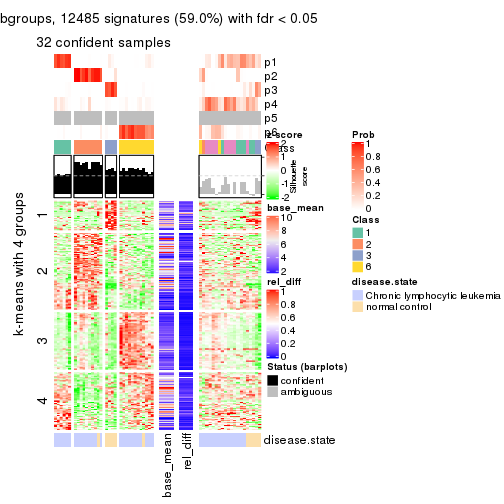 bgroups, 12485 signatures (59.0%) with fdr < 0.05
32 confident samples
p1
p2
p3
p4
p5
p6
z-score
2
-2
Class
Silhouette
score
k-means with 4 groups
1
2
3
4
base_mean
10
8
6
4
2
rel_diff
1
0.8
0.6
0.4
0.2
0
Status (barplots)
confident
ambiguous
Prob
1
0.8
0.6
0.4
0.2
0
Class
1
2
3
6
disease.state
Chronic lymphocytic leukemia
normal control
disease.state
base_mean
rel_diff